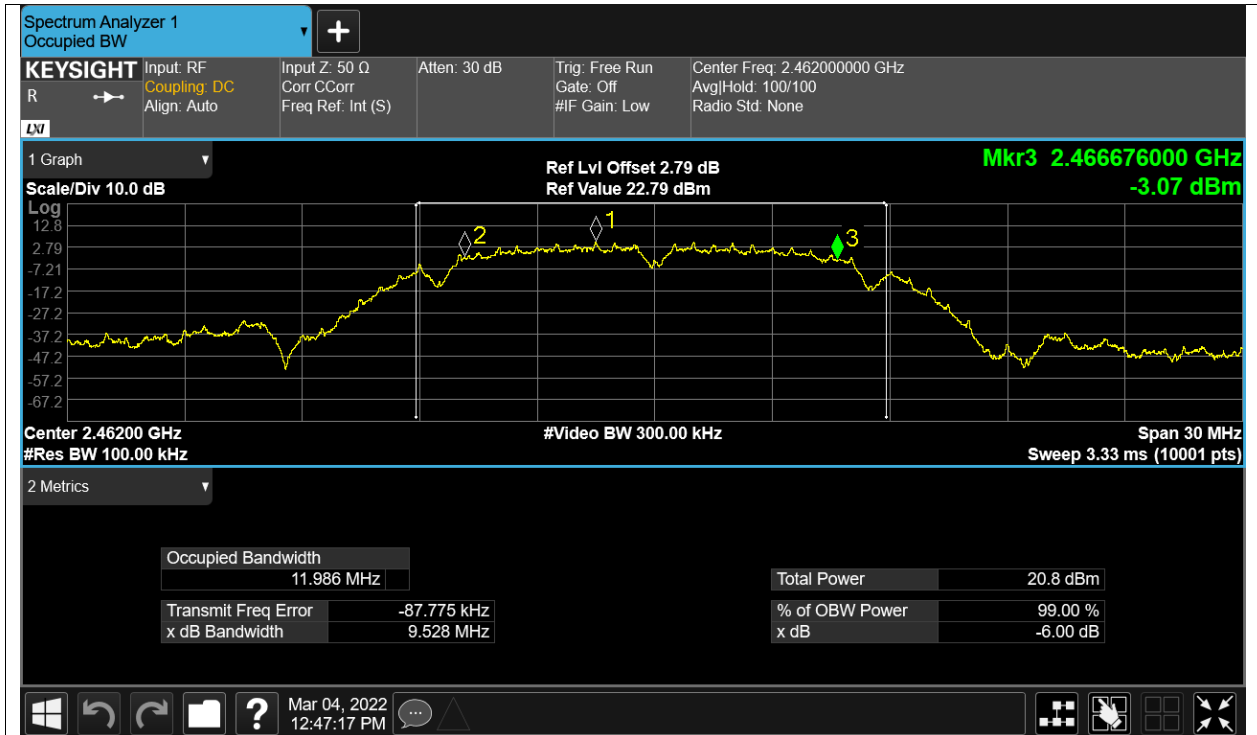 Spectrum Analyzer 1
Occupied BW
▼
+
KEYSIGHT
R
LXI
Input: RF
Coupling: DC
Align: Auto
Input Z: 50 Ω
Corr CCorr
Freq Ref: Int (S)
Atten: 30 dB
Trig: Free Run
Gate: Off
#IF Gain: Low
Center Freq: 2.462000000 GHz
Avg|Hold: 100/100
Radio Std: None
1 Graph ▼
Scale/Div 10.0 dB
Ref Lvl Offset 2.79 dB
Ref Value 22.79 dBm
Mkr3 2.466676000 GHz
-3.07 dBm
Log
12.8
2.79
-7.21
-17.2
-27.2
-37.2
-47.2
-57.2
-67.2
2
1
3
Center 2.46200 GHz
#Res BW 100.00 kHz
#Video BW 300.00 kHz
Span 30 MHz
Sweep 3.33 ms (10001 pts)
2 Metrics ▼
Occupied Bandwidth
11.986 MHz
Transmit Freq Error -87.775 kHz
x dB Bandwidth 9.528 MHz
Total Power 20.8 dBm
% of OBW Power 99.00 %
x dB -6.00 dB
?
Mar 04, 2022
12:47:17 PM